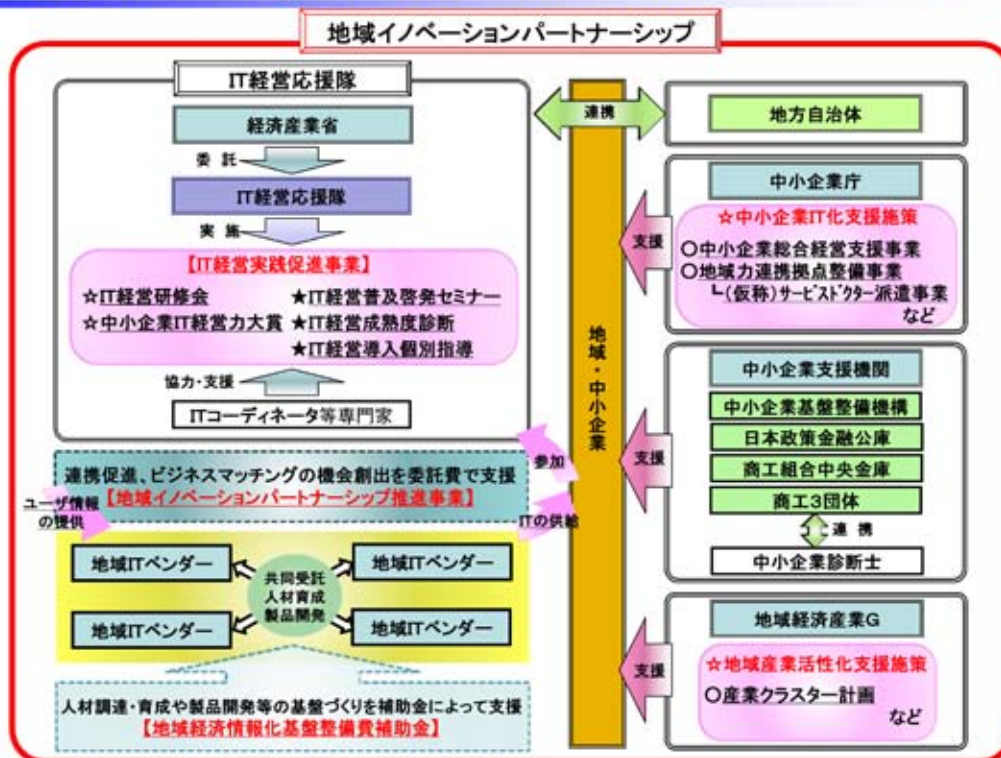 地域イノベーションパートナーシップ
IT経営応援隊
経済産業省
委託
IT経営応援隊
実施
【IT経営実践促進事業】
☆IT経営研修会
★IT経営普及啓発セミナー
☆中小企業IT経営力大賞
★IT経営成熟度診断
★IT経営導入個別指導
協力・支援
ITコーディネータ等専門家
連携促進、ビジネスマッチングの機会創出を委託費で支援
【地域イノベーションパートナーシップ推進事業】
ユーザ情報
の提供
参加
ITの供給
地域ITベンダー
地域ITベンダー
共同受託
人材育成
製品開発
地域ITベンダー
地域ITベンダー
人材調達・育成や製品開発等の基盤づくりを補助金によって支援
【地域経済情報化基盤整備費補助金】
地域・中小企業
連携
地方自治体
中小企業庁
支援
☆中小企業IT化支援施策
○中小企業総合経営支援事業
○地域力連携拠点整備事業
┗(仮称)サービスドクター派遣事業
など
中小企業支援機関
中小企業基盤整備機構
日本政策金融公庫
支援
商工組合中央金庫
商工3団体
連携
中小企業診断士
地域経済産業G
支援
☆地域産業活性化支援施策
○産業クラスター計画
など